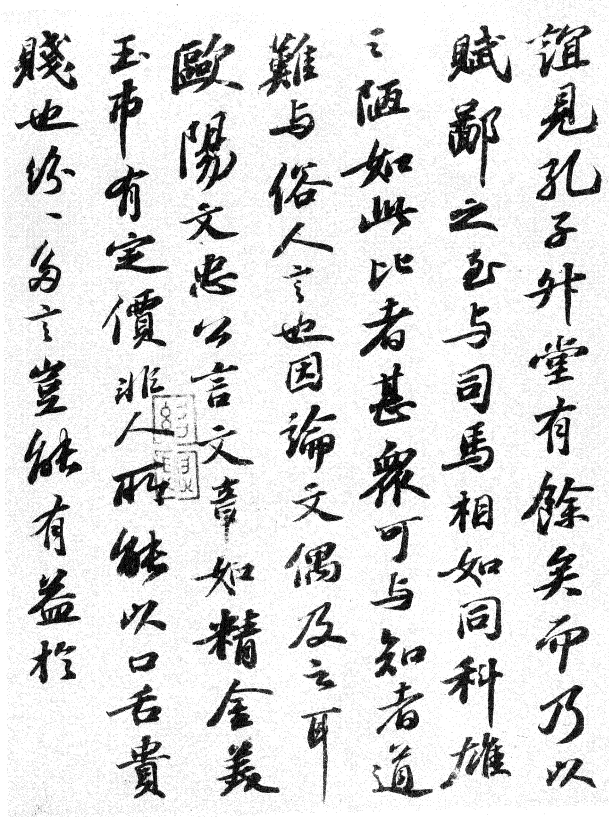 誼見孔子升堂有餘矣而乃以
賦鄙之至与司馬相如同科雄
之陋如此比者甚衆可与知者道
難与俗人言也因論文偶及之耳
歐陽文忠公言文章如精金美
玉市有定價非人所能以口舌貴
賤也紛〻多言豈能有益於